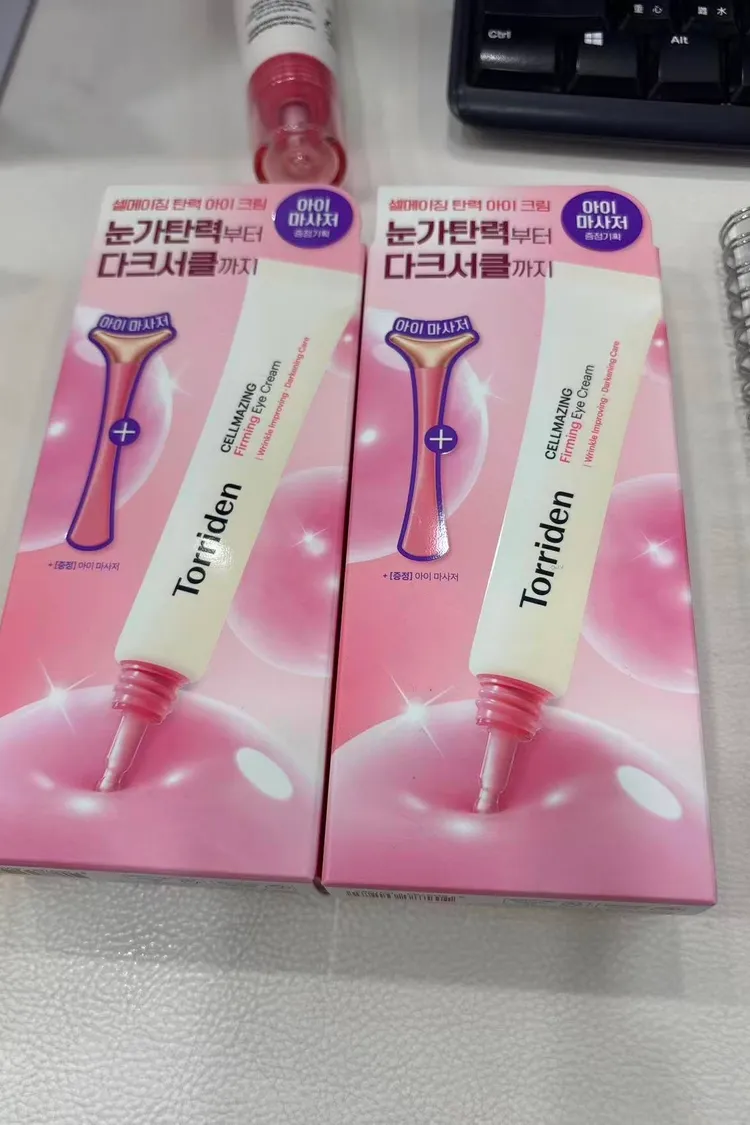 Ctrl
Alt
重 心
셀메이징 탄력 아이 크림
눈가탄력부터
다크서클까지
아이
마사저
증정기획
아이 마사저
+
CELLMAZING
Firming Eye Cream
| Wrinkle Improving · Darkening Care
Torriden
+ [증정] 아이 마사저
셀메이징 탄력 아이 크림
눈가탄력부터
다크서클까지
아이
마사저
증정기획
아이 마사저
+
CELLMAZING
Firming Eye Cream
| Wrinkle Improving · Darkening Care
Torriden
+ [증정] 아이 마사저